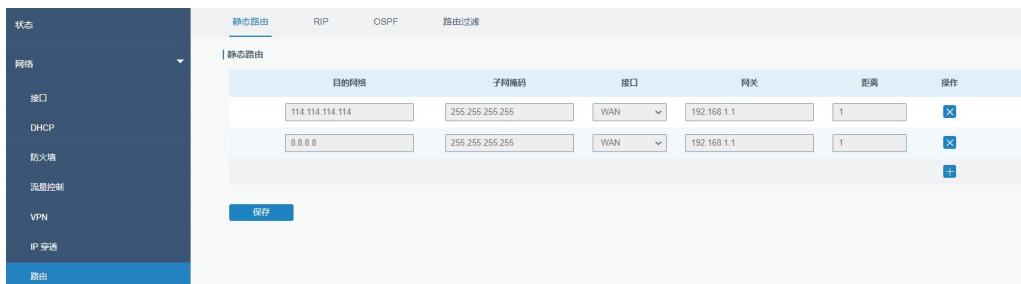 状态
网络
接口
DHCP
防火墙
流量控制
VPN
IP 穿透
路由
静态路由 RIP OSPF 路由过滤
静态路由
目的网络 子网掩码 接口 网关 距离 操作
114.114.114.114 255.255.255.255 WAN 192.168.1.1 1
8.8.8.8 255.255.255.255 WAN 192.168.1.1 1
保存